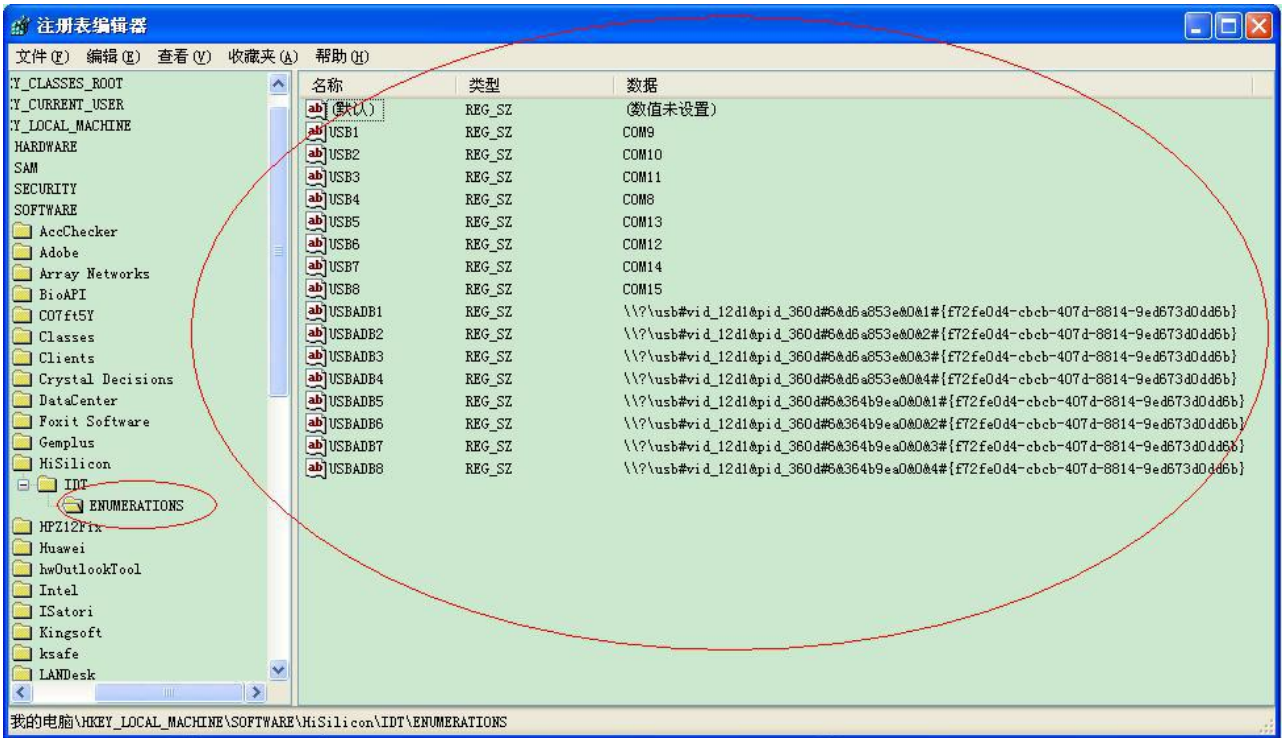 注册表编辑器
文件(F) 编辑(E) 查看(V) 收藏夹(A) 帮助(H)
:Y_CLASSES_ROOT
:Y_CURRENT_USER
:Y_LOCAL_MACHINE
HARDWARE
SAM
SECURITY
SOFTWARE
AccChecker
Adobe
Array Networks
BioAPI
CO7ft5Y
Classes
Clients
Crystal Decisions
DataCenter
Foxit Software
Gemplus
HiSilicon
IDT
ENUMERATIONS
HPZ12Fix
Huawei
hwOutlookTool
Intel
ISatori
Kingsoft
ksafe
LANDesk
名称 类型 数据
(默认) REG_SZ (数值未设置)
USB1 REG_SZ COM9
USB2 REG_SZ COM10
USB3 REG_SZ COM11
USB4 REG_SZ COM8
USB5 REG_SZ COM13
USB6 REG_SZ COM12
USB7 REG_SZ COM14
USB8 REG_SZ COM15
USBADB1 REG_SZ \\?\usb#vid_12d1&pid_360d#6&d6a853e&0&1#{f72fe0d4-cbcb-407d-8814-9ed673d0dd6b}
USBADB2 REG_SZ \\?\usb#vid_12d1&pid_360d#6&d6a853e&0&2#{f72fe0d4-cbcb-407d-8814-9ed673d0dd6b}
USBADB3 REG_SZ \\?\usb#vid_12d1&pid_360d#6&d6a853e&0&3#{f72fe0d4-cbcb-407d-8814-9ed673d0dd6b}
USBADB4 REG_SZ \\?\usb#vid_12d1&pid_360d#6&d6a853e&0&4#{f72fe0d4-cbcb-407d-8814-9ed673d0dd6b}
USBADB5 REG_SZ \\?\usb#vid_12d1&pid_360d#6&364b9ea0&0&1#{f72fe0d4-cbcb-407d-8814-9ed673d0dd6b}
USBADB6 REG_SZ \\?\usb#vid_12d1&pid_360d#6&364b9ea0&0&2#{f72fe0d4-cbcb-407d-8814-9ed673d0dd6b}
USBADB7 REG_SZ \\?\usb#vid_12d1&pid_360d#6&364b9ea0&0&3#{f72fe0d4-cbcb-407d-8814-9ed673d0dd6b}
USBADB8 REG_SZ \\?\usb#vid_12d1&pid_360d#6&364b9ea0&0&4#{f72fe0d4-cbcb-407d-8814-9ed673d0dd6b}
我的电脑\HKEY_LOCAL_MACHINE\SOFTWARE\HiSilicon\IDT\ENUMERATIONS